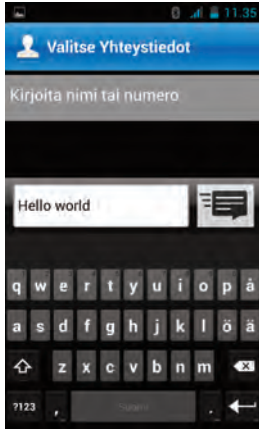 11.35
Valitse Yhteystiedot
Kirjoita nimi tai numero
Hello world
q w e r t y u i o p å
a s d f g h j k l ö ä
z x c v b n m
?123 , .